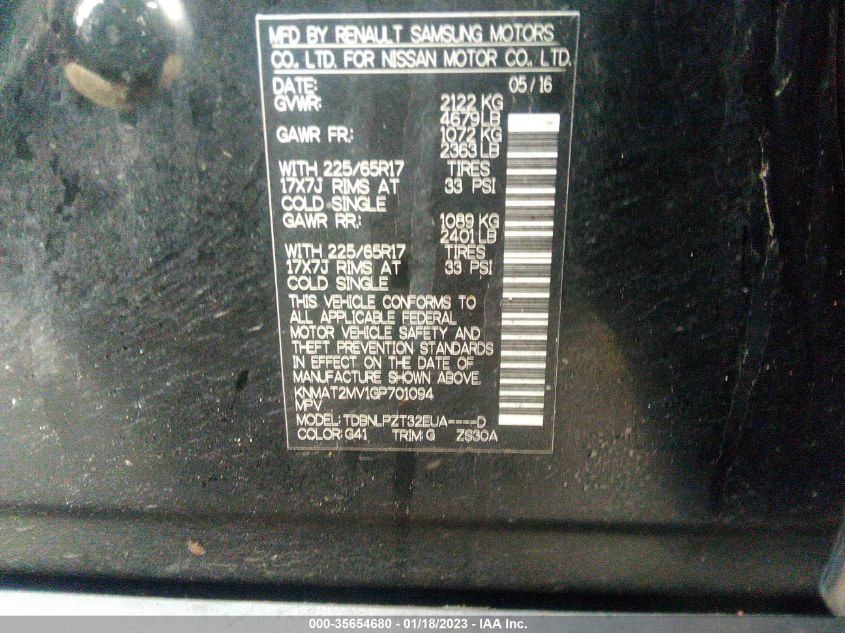 MFD BY RENAULT SAMSUNG MOTORS
CO., LTD. FOR NISSAN MOTOR CO., LTD.
DATE: 05/16
GVWR: 2122 KG
4679 LB
GAWR FR: 1072 KG
2363 LB
WITH 225/65R17 TIRES
17X7J RIMS AT 33 PSI
COLD SINGLE
GAWR RR: 1089 KG
2401 LB
WITH 225/65R17 TIRES
17X7J RIMS AT 33 PSI
COLD SINGLE
THIS VEHICLE CONFORMS TO
ALL APPLICABLE FEDERAL
MOTOR VEHICLE SAFETY AND
THEFT PREVENTION STANDARDS
IN EFFECT ON THE DATE OF
MANUFACTURE SHOWN ABOVE.
KNMAT2MV1GP701094
MPV
MODEL: TDBNLPZT32EUA----D
COLOR: G41 TRIM: G ZS30A
000-35654680 - 01/18/2023 - IAA Inc.